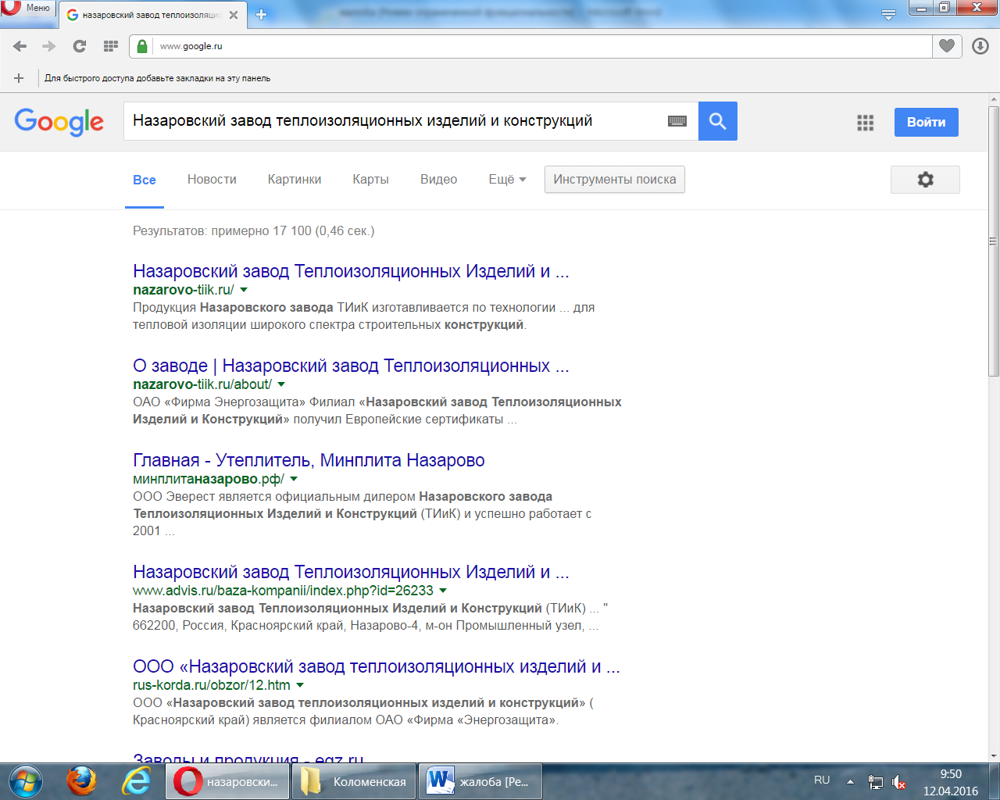 Меню
назаровский завод теплоизоляцио
www.google.ru
Для быстрого доступа добавьте закладки на эту панель
Google
Назаровский завод теплоизоляционных изделий и конструкций
Войти
Все Новости Картинки Карты Видео Ещё Инструменты поиска
Результатов: примерно 17 100 (0,46 сек.)
Назаровский завод Теплоизоляционных Изделий и ...
nazarovo-tiik.ru/
Продукция Назаровского завода ТИиК изготавливается по технологии ... для
тепловой изоляции широкого спектра строительных конструкций.
О заводе | Назаровский завод Теплоизоляционных ...
nazarovo-tiik.ru/about/
ОАО «Фирма Энергозащита» Филиал «Назаровский завод Теплоизоляционных
Изделий и Конструкций» получил Европейские сертификаты ...
Главная - Утеплитель, Минплита Назарово
минплитаназарово.рф/
ООО Эверест является официальным дилером Назаровского завода
Теплоизоляционных Изделий и Конструкций (ТИиК) и успешно работает с
2001 ...
Назаровский завод Теплоизоляционных Изделий и ...
www.advis.ru/baza-kompanii/index.php?id=26233
Назаровский завод Теплоизоляционных Изделий и Конструкций (ТИиК) ... "
662200, Россия, Красноярский край, Назарово-4, м-он Промышленный узел, ...
ООО «Назаровский завод теплоизоляционных изделий и ...
rus-korda.ru/obzor/12.htm
ООО «Назаровский завод теплоизоляционных изделий и конструкций» (
Красноярский край) является филиалом ОАО «Фирма «Энергозащита».
Заводы и продукция - egz.ru
назаровски... Коломенская жалоба [Ре... RU 9:50
12.04.2016